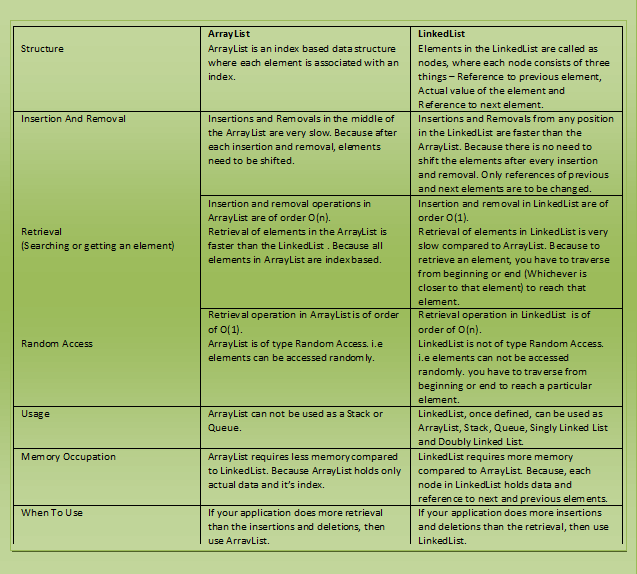 ArrayList LinkedList
Structure
ArrayList is an index based data structure
where each element is associated with an
index.
Elements in the LinkedList are called as
nodes, where each node consists of three
things – Reference to previous element,
Actual value of the element and
Reference to next element.
Insertion And Removal
Insertions and Removals in the middle of
the ArrayList are very slow. Because after
each insertion and removal, elements
need to be shifted.
Insertions and Removals from any position
in the LinkedList are faster than the
ArrayList. Because there is no need to
shift the elements after every insertion
and removal. Only references of previous
and next elements are to be changed.
Insertion and removal operations in
ArrayList are of order O(n).
Insertion and removal in LinkedList are of
order O(1).
Retrieval
(Searching or getting an element)
Retrieval of elements in the ArrayList is
faster than the LinkedList . Because all
elements in ArrayList are index based.
Retrieval of elements in LinkedList is very
slow compared to ArrayList. Because to
retrieve an element, you have to traverse
from beginning or end (Whichever is
closer to that element) to reach that
element.
Retrieval operation in ArrayList is of order
of O(1).
Retrieval operation in LinkedList is of
order of O(n).
Random Access
ArrayList is of type Random Access. i.e
elements can be accessed randomly.
LinkedList is not of type Random Access.
i.e elements can not be accessed
randomly. you have to traverse from
beginning or end to reach a particular
element.
Usage
ArrayList can not be used as a Stack or
Queue.
LinkedList, once defined, can be used as
ArrayList, Stack, Queue, Singly Linked List
and Doubly Linked List.
Memory Occupation
ArrayList requires less memory compared
to LinkedList. Because ArrayList holds only
actual data and it's index.
LinkedList requires more memory
compared to ArrayList. Because, each
node in LinkedList holds data and
reference to next and previous elements.
When To Use
If your application does more retrieval
than the insertions and deletions, then
use ArrayList.
If your application does more insertions
and deletions than the retrieval, then use
LinkedList.